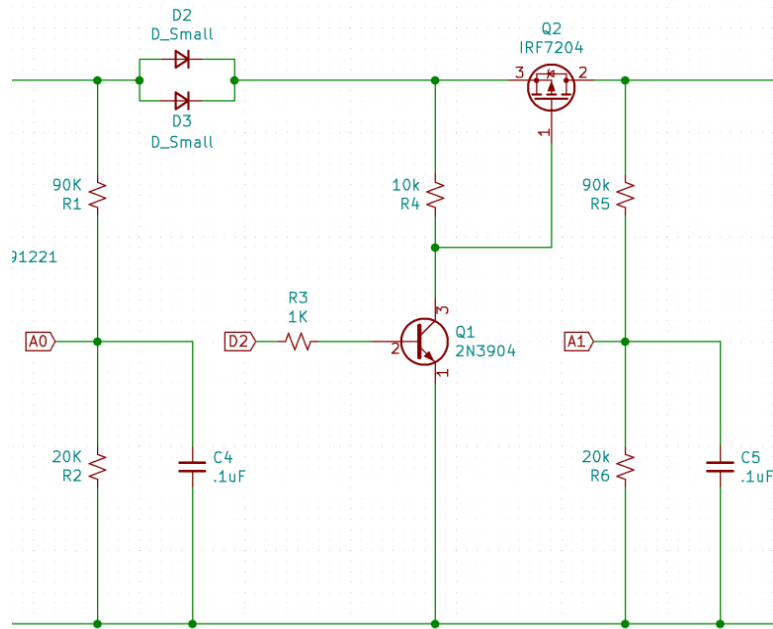 D2
D_Small
D3
D_Small
Q2
IRF7204
3
2
1
90K
R1
10k
R4
90k
R5
91221
R3
1K
A0
D2
2
3
1
Q1
2N3904
A1
20K
R2
C4
.1uF
20k
R6
C5
.1uF